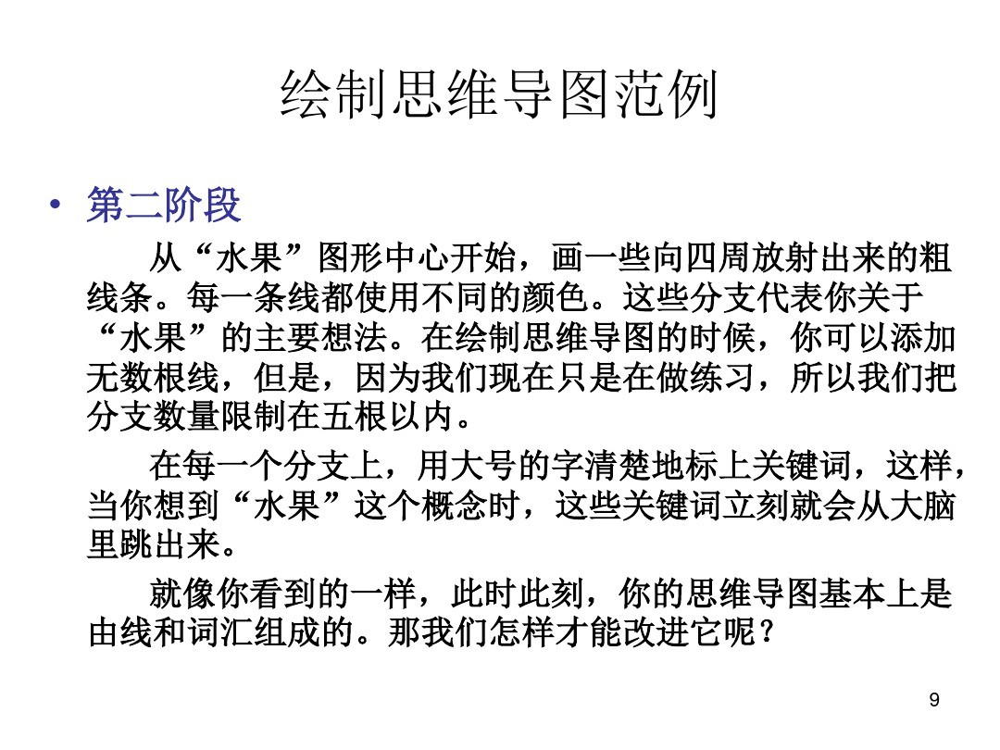 绘制思维导图范例
• 第二阶段
从“水果”图形中心开始，画一些向四周放射出来的粗
线条。每一条线都使用不同的颜色。这些分支代表你关于
“水果”的主要想法。在绘制思维导图的时候，你可以添加
无数根线，但是，因为我们现在只是在做练习，所以我们把
分支数量限制在五根以内。
在每一个分支上，用大号的字清楚地标上关键词，这样，
当你想到“水果”这个概念时，这些关键词立刻就会从大脑
里跳出来。
就像你看到的一样，此时此刻，你的思维导图基本上是
由线和词汇组成的。那我们怎样才能改进它呢？
9